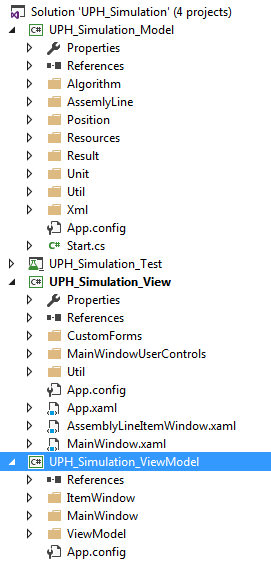 Solution 'UPH_Simulation' (4 projects)
C# UPH_Simulation_Model
Properties
References
Algorithm
AssemlyLine
Position
Resources
Result
Unit
Util
Xml
App.config
C# Start.cs
UPH_Simulation_Test
C# UPH_Simulation_View
Properties
References
CustomForms
MainWindowUserControls
Util
App.config
App.xaml
AssemblyLineItemWindow.xaml
MainWindow.xaml
C# UPH_Simulation_ViewModel
References
ItemWindow
MainWindow
ViewModel
App.config